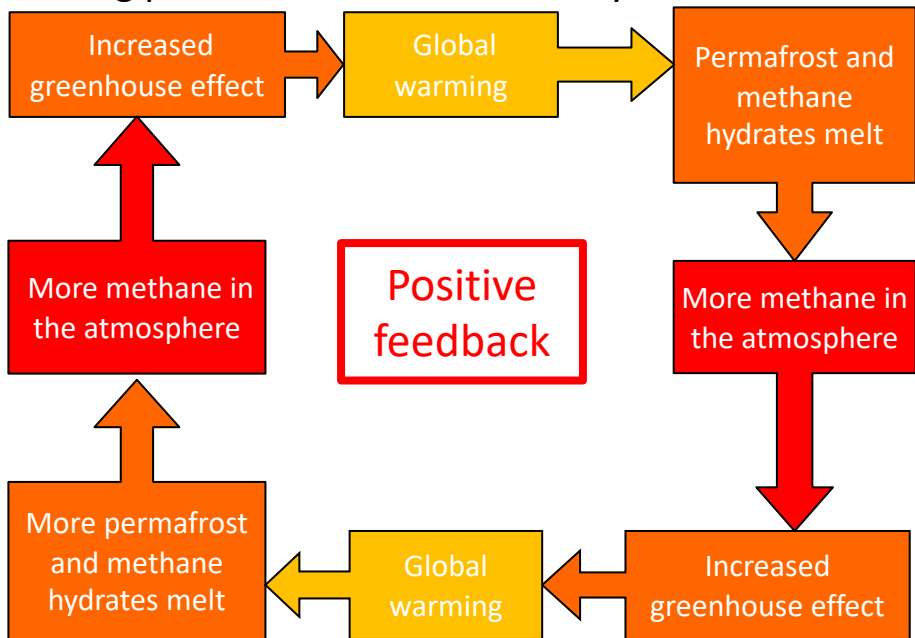 Increased
greenhouse effect
Global
warming
Permafrost and
methane
hydrates melt
More methane in
the atmosphere
Positive
feedback
More methane in
the atmosphere
More permafrost
and methane
hydrates melt
Global
warming
Increased
greenhouse effect